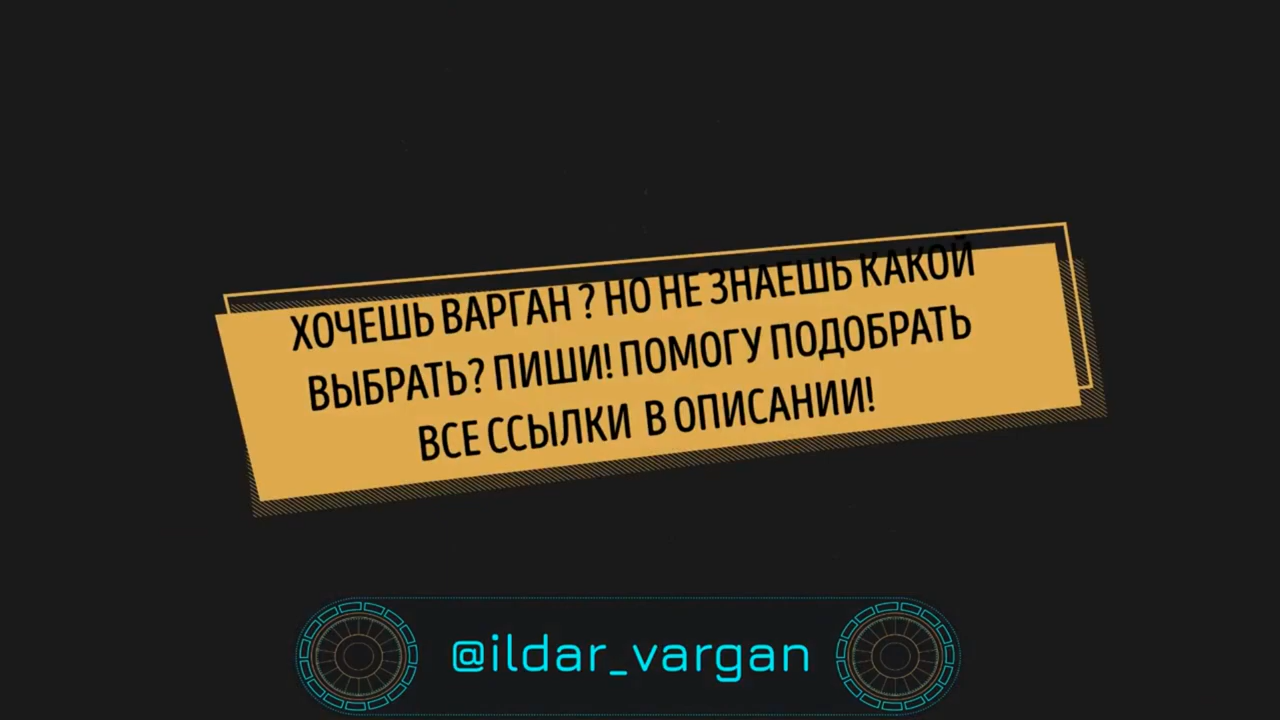 ХОЧЕШЬ ВАРГАН ? НО НЕ ЗНАЕШЬ КАКОЙ
ВЫБРАТЬ? ПИШИ! ПОМОГУ ПОДОБРАТЬ
ВСЕ ССЫЛКИ В ОПИСАНИИ!
@ildar_vargan